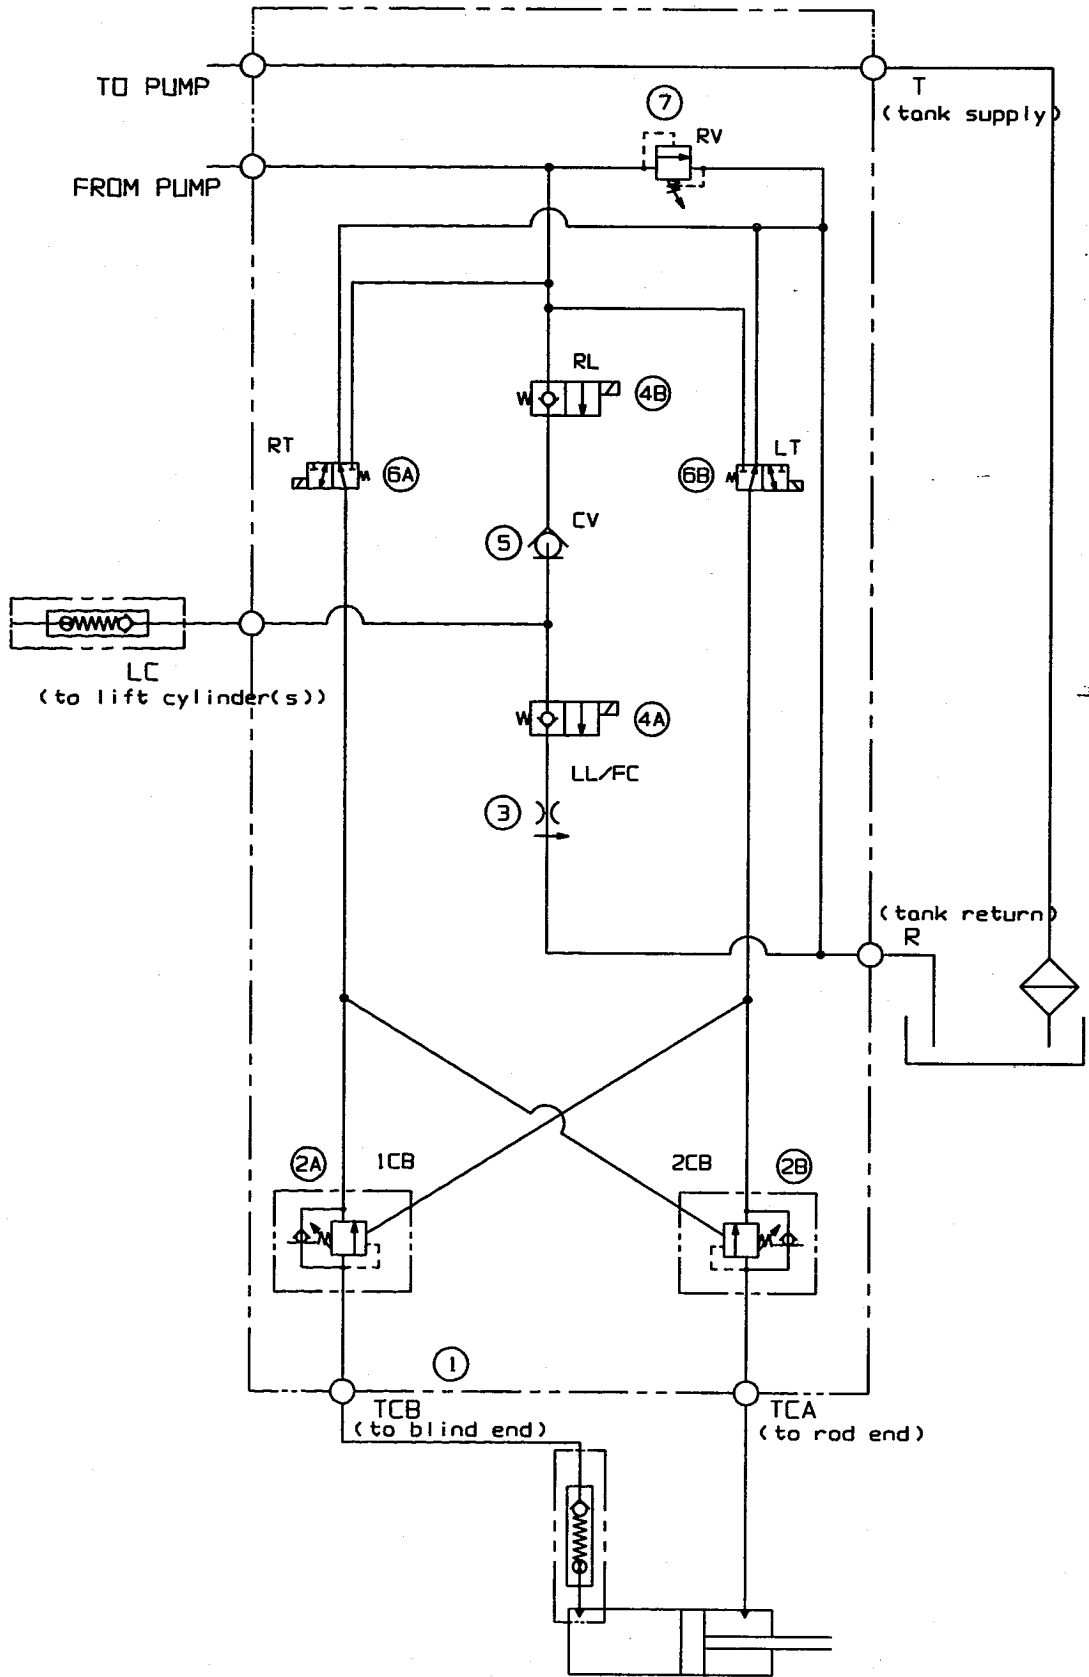 TO PUMP
T
(tank supply)
7
RV
FROM PUMP
RL
4B
RT
6A
6B
LT
CV
5
LC
(to lift cylinder(s))
4A
LL/FC
3
(tank return)
R
2A
1CB
2CB
2B
1
TCB
(to blind end)
TCA
(to rod end)